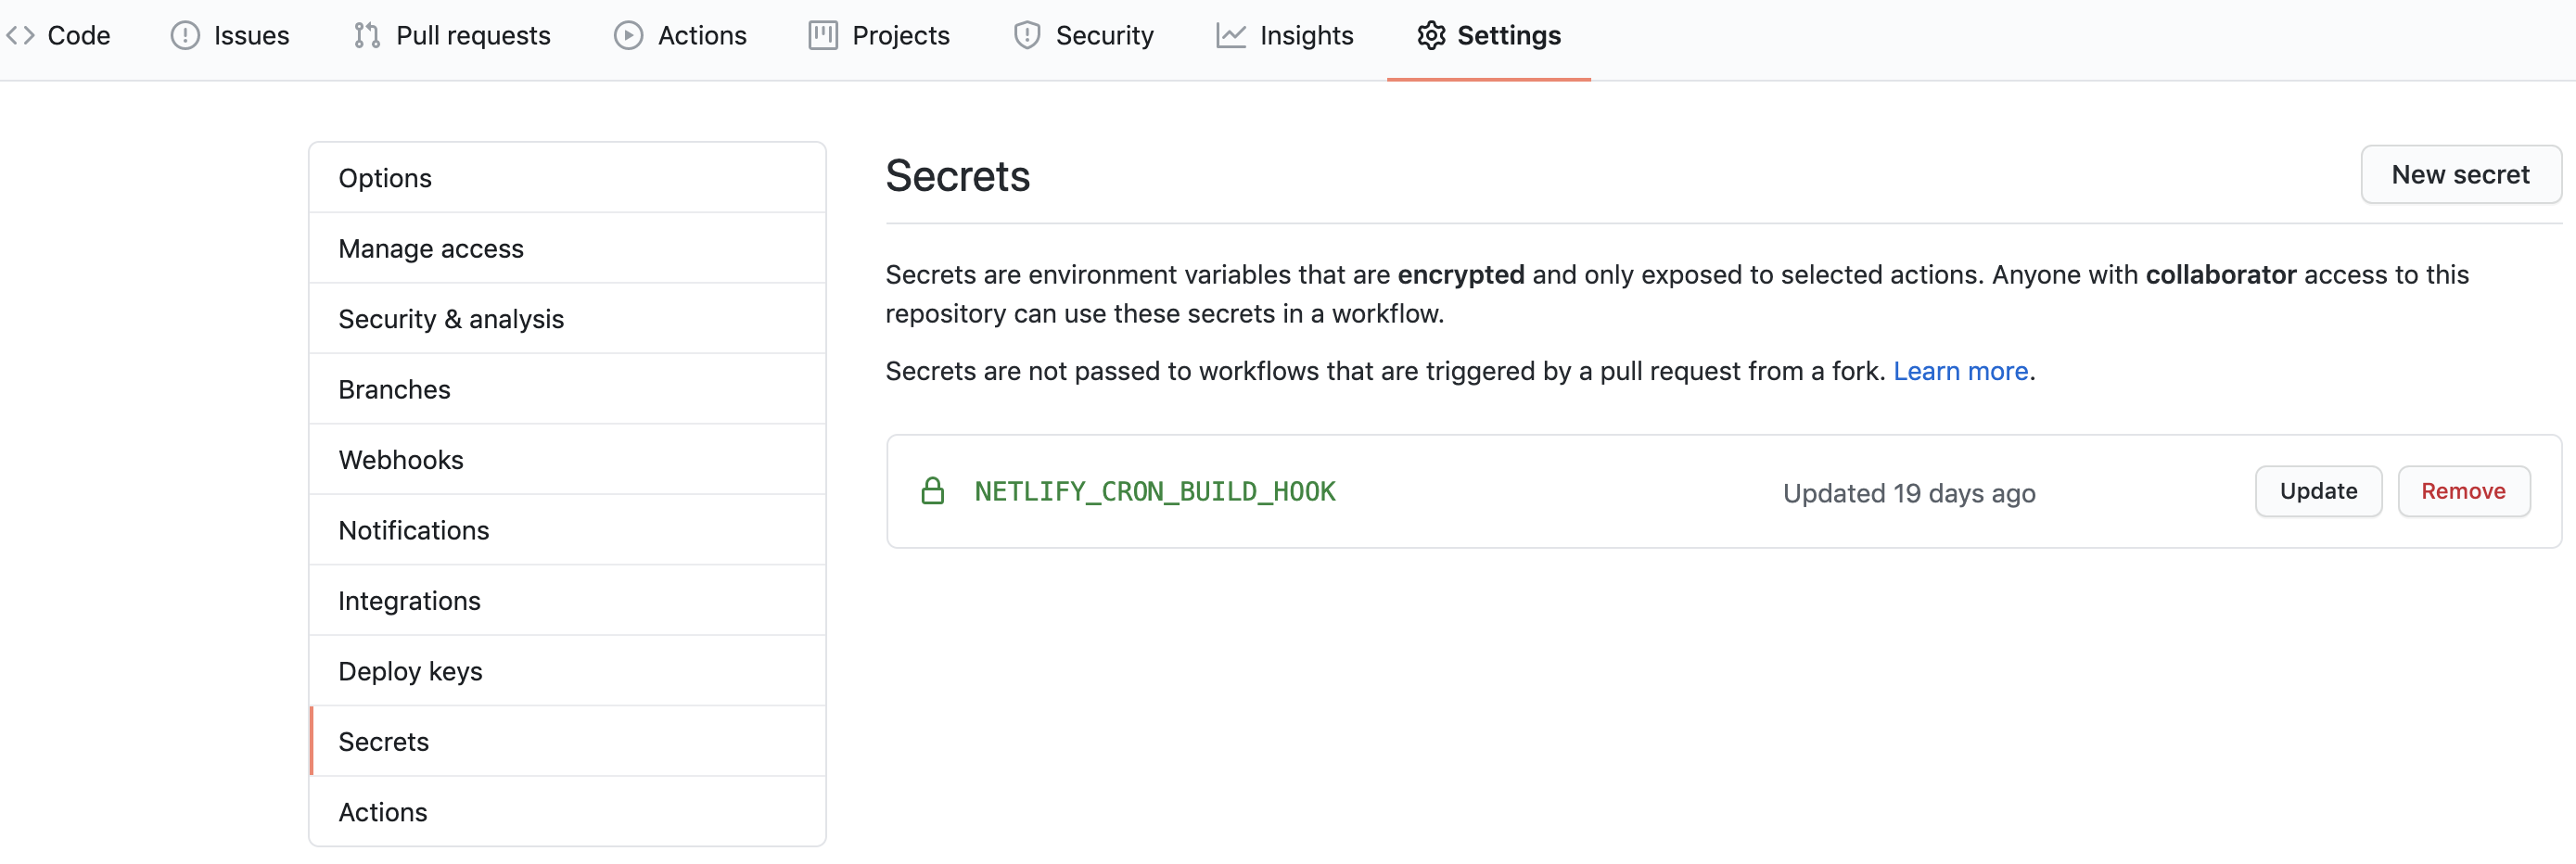 Code Issues Pull requests Actions Projects Security Insights Settings
Options
Manage access
Security & analysis
Branches
Webhooks
Notifications
Integrations
Deploy keys
Secrets
Actions
Secrets
New secret
Secrets are environment variables that are encrypted and only exposed to selected actions. Anyone with collaborator access to this
repository can use these secrets in a workflow.
Secrets are not passed to workflows that are triggered by a pull request from a fork. Learn more.
NETLIFY_CRON_BUILD_HOOK Updated 19 days ago Update Remove